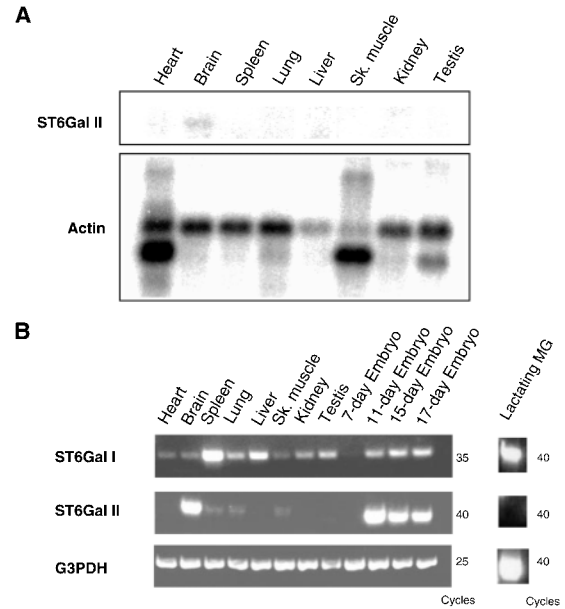 A
Heart Brain Spleen Lung Liver Sk. muscle Kidney Testis
ST6Gal II
Actin
B
Heart Brain Spleen Lung Liver Sk. muscle Kidney Testis 7-day Embryo 11-day Embryo 15-day Embryo 17-day Embryo Lactating MG
ST6Gal I 35 40
ST6Gal II 40 40
G3PDH 25 40
Cycles Cycles